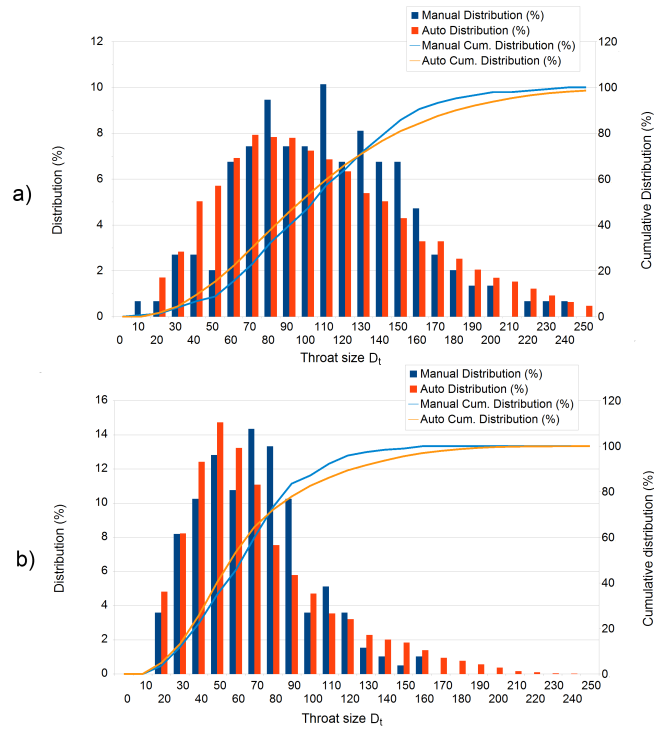 Manual Distribution (%)
Auto Distribution (%)
Manual Cum. Distribution (%)
Auto Cum. Distribution (%)
12 120
10 100
8 80
6 60
4 40
2 20
0 0
Distribution (%)
Cumulative Distribution (%)
a)
10 30 50 70 90 110 130 150 170 190 210 230 250
0 20 40 60 80 100 120 140 160 180 200 220 240
Throat size Dt
Manual Distribution (%)
Auto Distribution (%)
Manual Cum. Distribution (%)
Auto Cum. Distribution (%)
16 120
14 100
12 80
10
8 60
6 40
4
2 20
0 0
Distribution (%)
Cumulative distribution (%)
b)
10 30 50 70 90 110 130 150 170 190 210 230 250
0 20 40 60 80 100 120 140 160 180 200 220 240
Throat size Dt